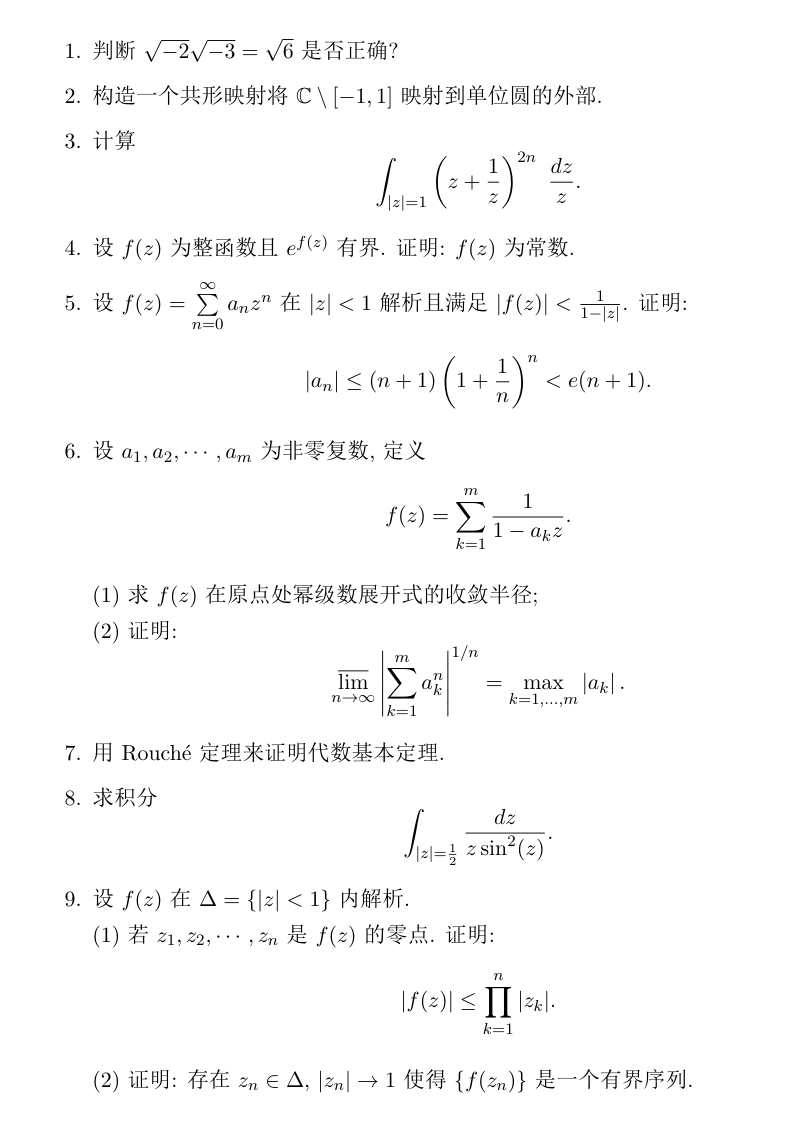 1. 判断 $\sqrt{-2}\sqrt{-3} = \sqrt{6}$ 是否正确?
2. 构造一个共形映射将 $\mathbb{C} \setminus [-1, 1]$ 映射到单位圆的外部.
3. 计算
$$\int_{|z|=1} \left(z + \frac{1}{z}\right)^{2n} \frac{dz}{z}.$$
4. 设 $f(z)$ 为整函数且 $e^{f(z)}$ 有界. 证明: $f(z)$ 为常数.
5. 设 $f(z) = \sum\limits_{n=0}^{\infty} a_n z^n$ 在 $|z| < 1$ 解析且满足 $|f(z)| < \frac{1}{1-|z|}$. 证明:
$$|a_n| \leq (n+1) \left(1 + \frac{1}{n}\right)^n < e(n+1).$$
6. 设 $a_1, a_2, \cdots, a_m$ 为非零复数, 定义
$$f(z) = \sum_{k=1}^{m} \frac{1}{1 - a_k z}.$$
(1) 求 $f(z)$ 在原点处幂级数展开式的收敛半径;
(2) 证明:
$$\varlimsup_{n \to \infty} \left| \sum_{k=1}^{m} a_k^n \right|^{1/n} = \max_{k=1,\ldots,m} |a_k|.$$
7. 用 Rouché 定理来证明代数基本定理.
8. 求积分
$$\int_{|z|=\frac{1}{2}} \frac{dz}{z \sin^2(z)}.$$
9. 设 $f(z)$ 在 $\Delta = \{|z| < 1\}$ 内解析.
(1) 若 $z_1, z_2, \cdots, z_n$ 是 $f(z)$ 的零点. 证明:
$$|f(z)| \leq \prod_{k=1}^{n} |z_k|.$$
(2) 证明: 存在 $z_n \in \Delta$, $|z_n| \to 1$ 使得 $\{f(z_n)\}$ 是一个有界序列.